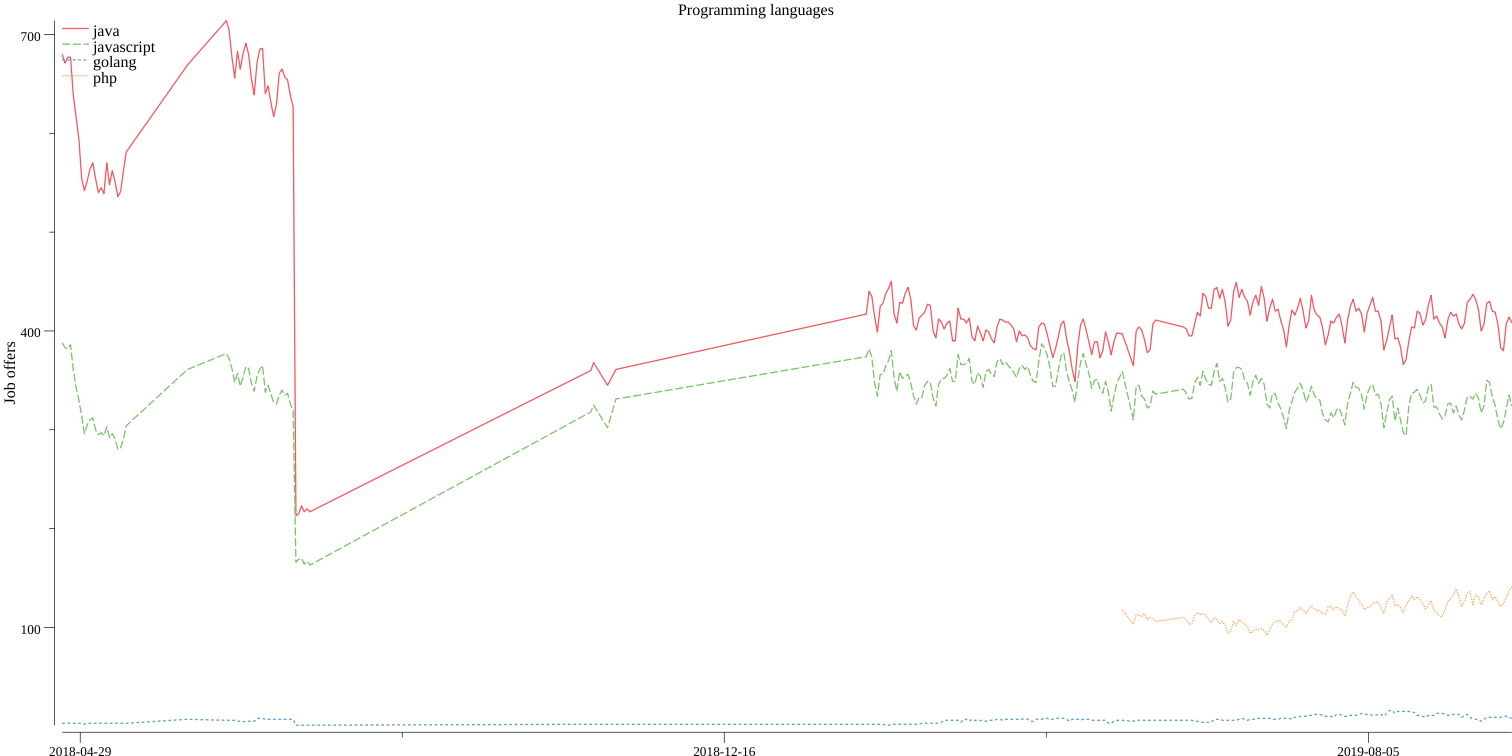 Programming languages
java
javascript
golang
php
700
400
100
Job offers
2018-04-29
2018-12-16
2019-08-05